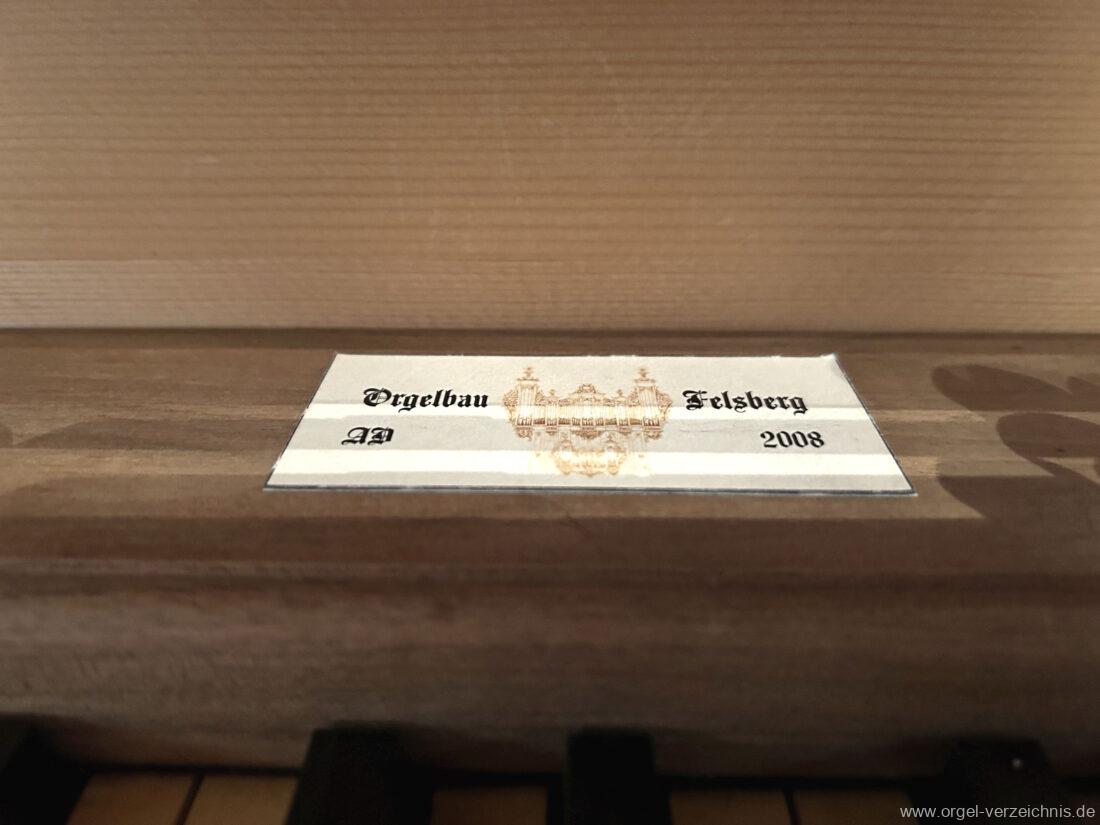 Orgelbau Felsberg
AD 2008
www.orgel-verzeichnis.de